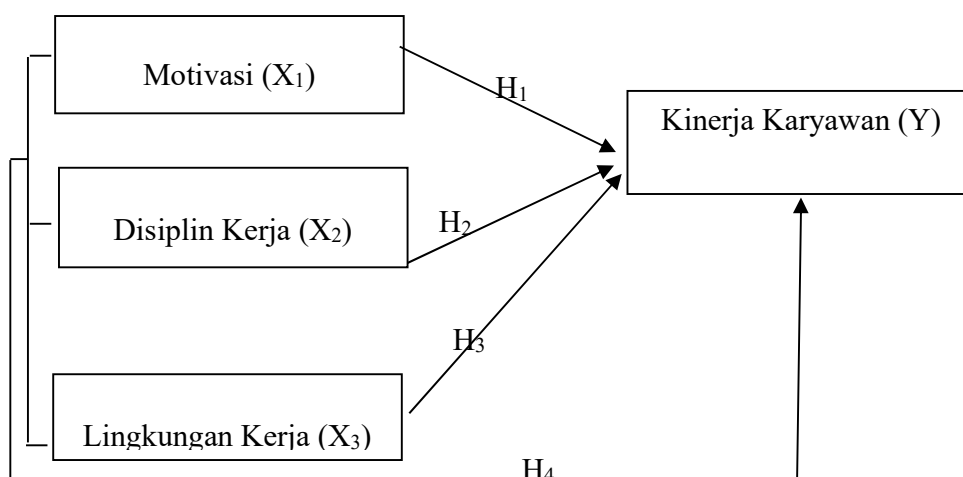 Motivasi (X₁)
H₁
Kinerja Karyawan (Y)
Disiplin Kerja (X₂)
H₂
H₃
Lingkungan Kerja (X₃)
H₄